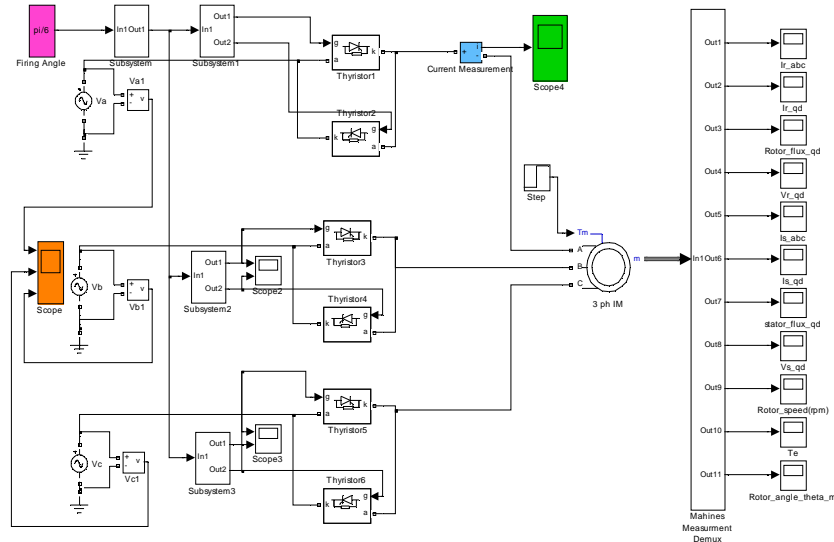 pi/6
Firing Angle
In1
Out1
Subsystem
In1
Out1
Out2
Subsystem1
g
a
k
Thyristor1
Thyristor2
g
a
k
Va
Va1
+
-
v
Current Measurement
+
i
-
Scope4
Step
Tm
A
B
C
m
3 ph IM
Scope
Vb
Vb1
+
-
v
In1
Out1
Out2
Subsystem2
Scope2
g
a
k
Thyristor3
Thyristor4
g
a
k
Vc
Vc1
+
-
v
In1
Out1
Out2
Subsystem3
Scope3
g
a
k
Thyristor5
Thyristor6
g
a
k
In1
Out1
Out2
Out3
Out4
Out5
Out6
Out7
Out8
Out9
Out10
Out11
Mahines
Measurment
Demux
Ir_abc
Ir_qd
Rotor_flux_qd
Vr_qd
Is_abc
Is_qd
stator_flux_qd
Vs_qd
Rotor_speed(rpm)
Te
Rotor_angle_theta_m